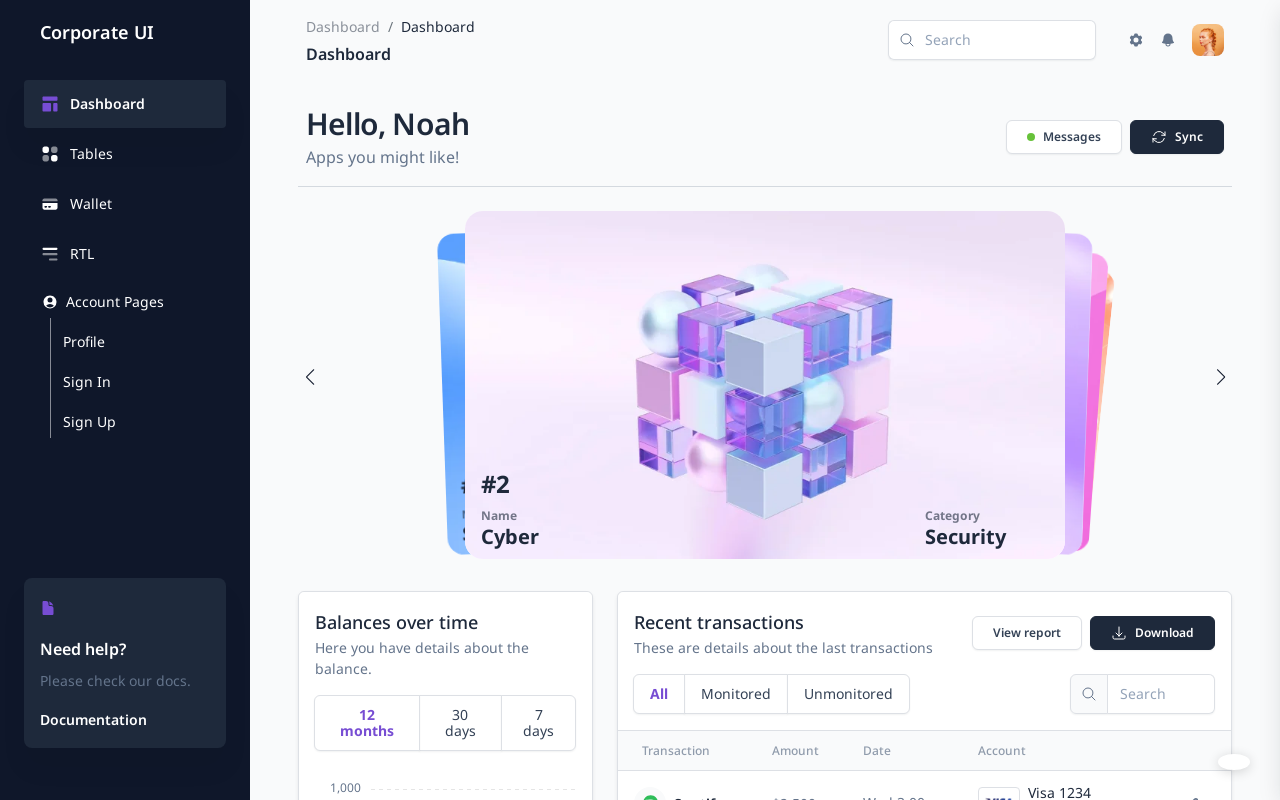 Corporate UI
Dashboard
Tables
Wallet
RTL
Account Pages
Profile
Sign In
Sign Up
Need help?
Please check our docs.
Documentation
Dashboard / Dashboard
Dashboard
Search
Hello, Noah
Apps you might like!
Messages
Sync
#2
Name
Cyber
Category
Security
Balances over time
Here you have details about the
balance.
12
months
30
days
7
days
1,000
Recent transactions
These are details about the last transactions
View report
Download
All
Monitored
Unmonitored
Search
Transaction
Amount
Date
Account
Visa 1234